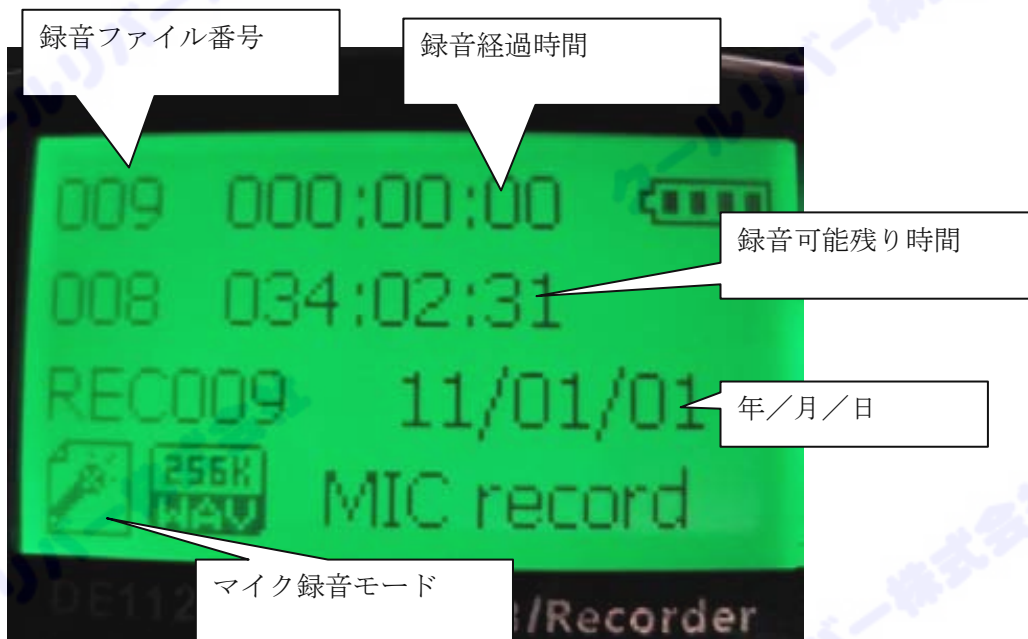 録音ファイル番号
録音経過時間
009 000:00:00
録音可能残り時間
008 034:02:31
REC009 11/01/01
年／月／日
256K
WAV
MIC record
マイク録音モード
DE112
/Recorder